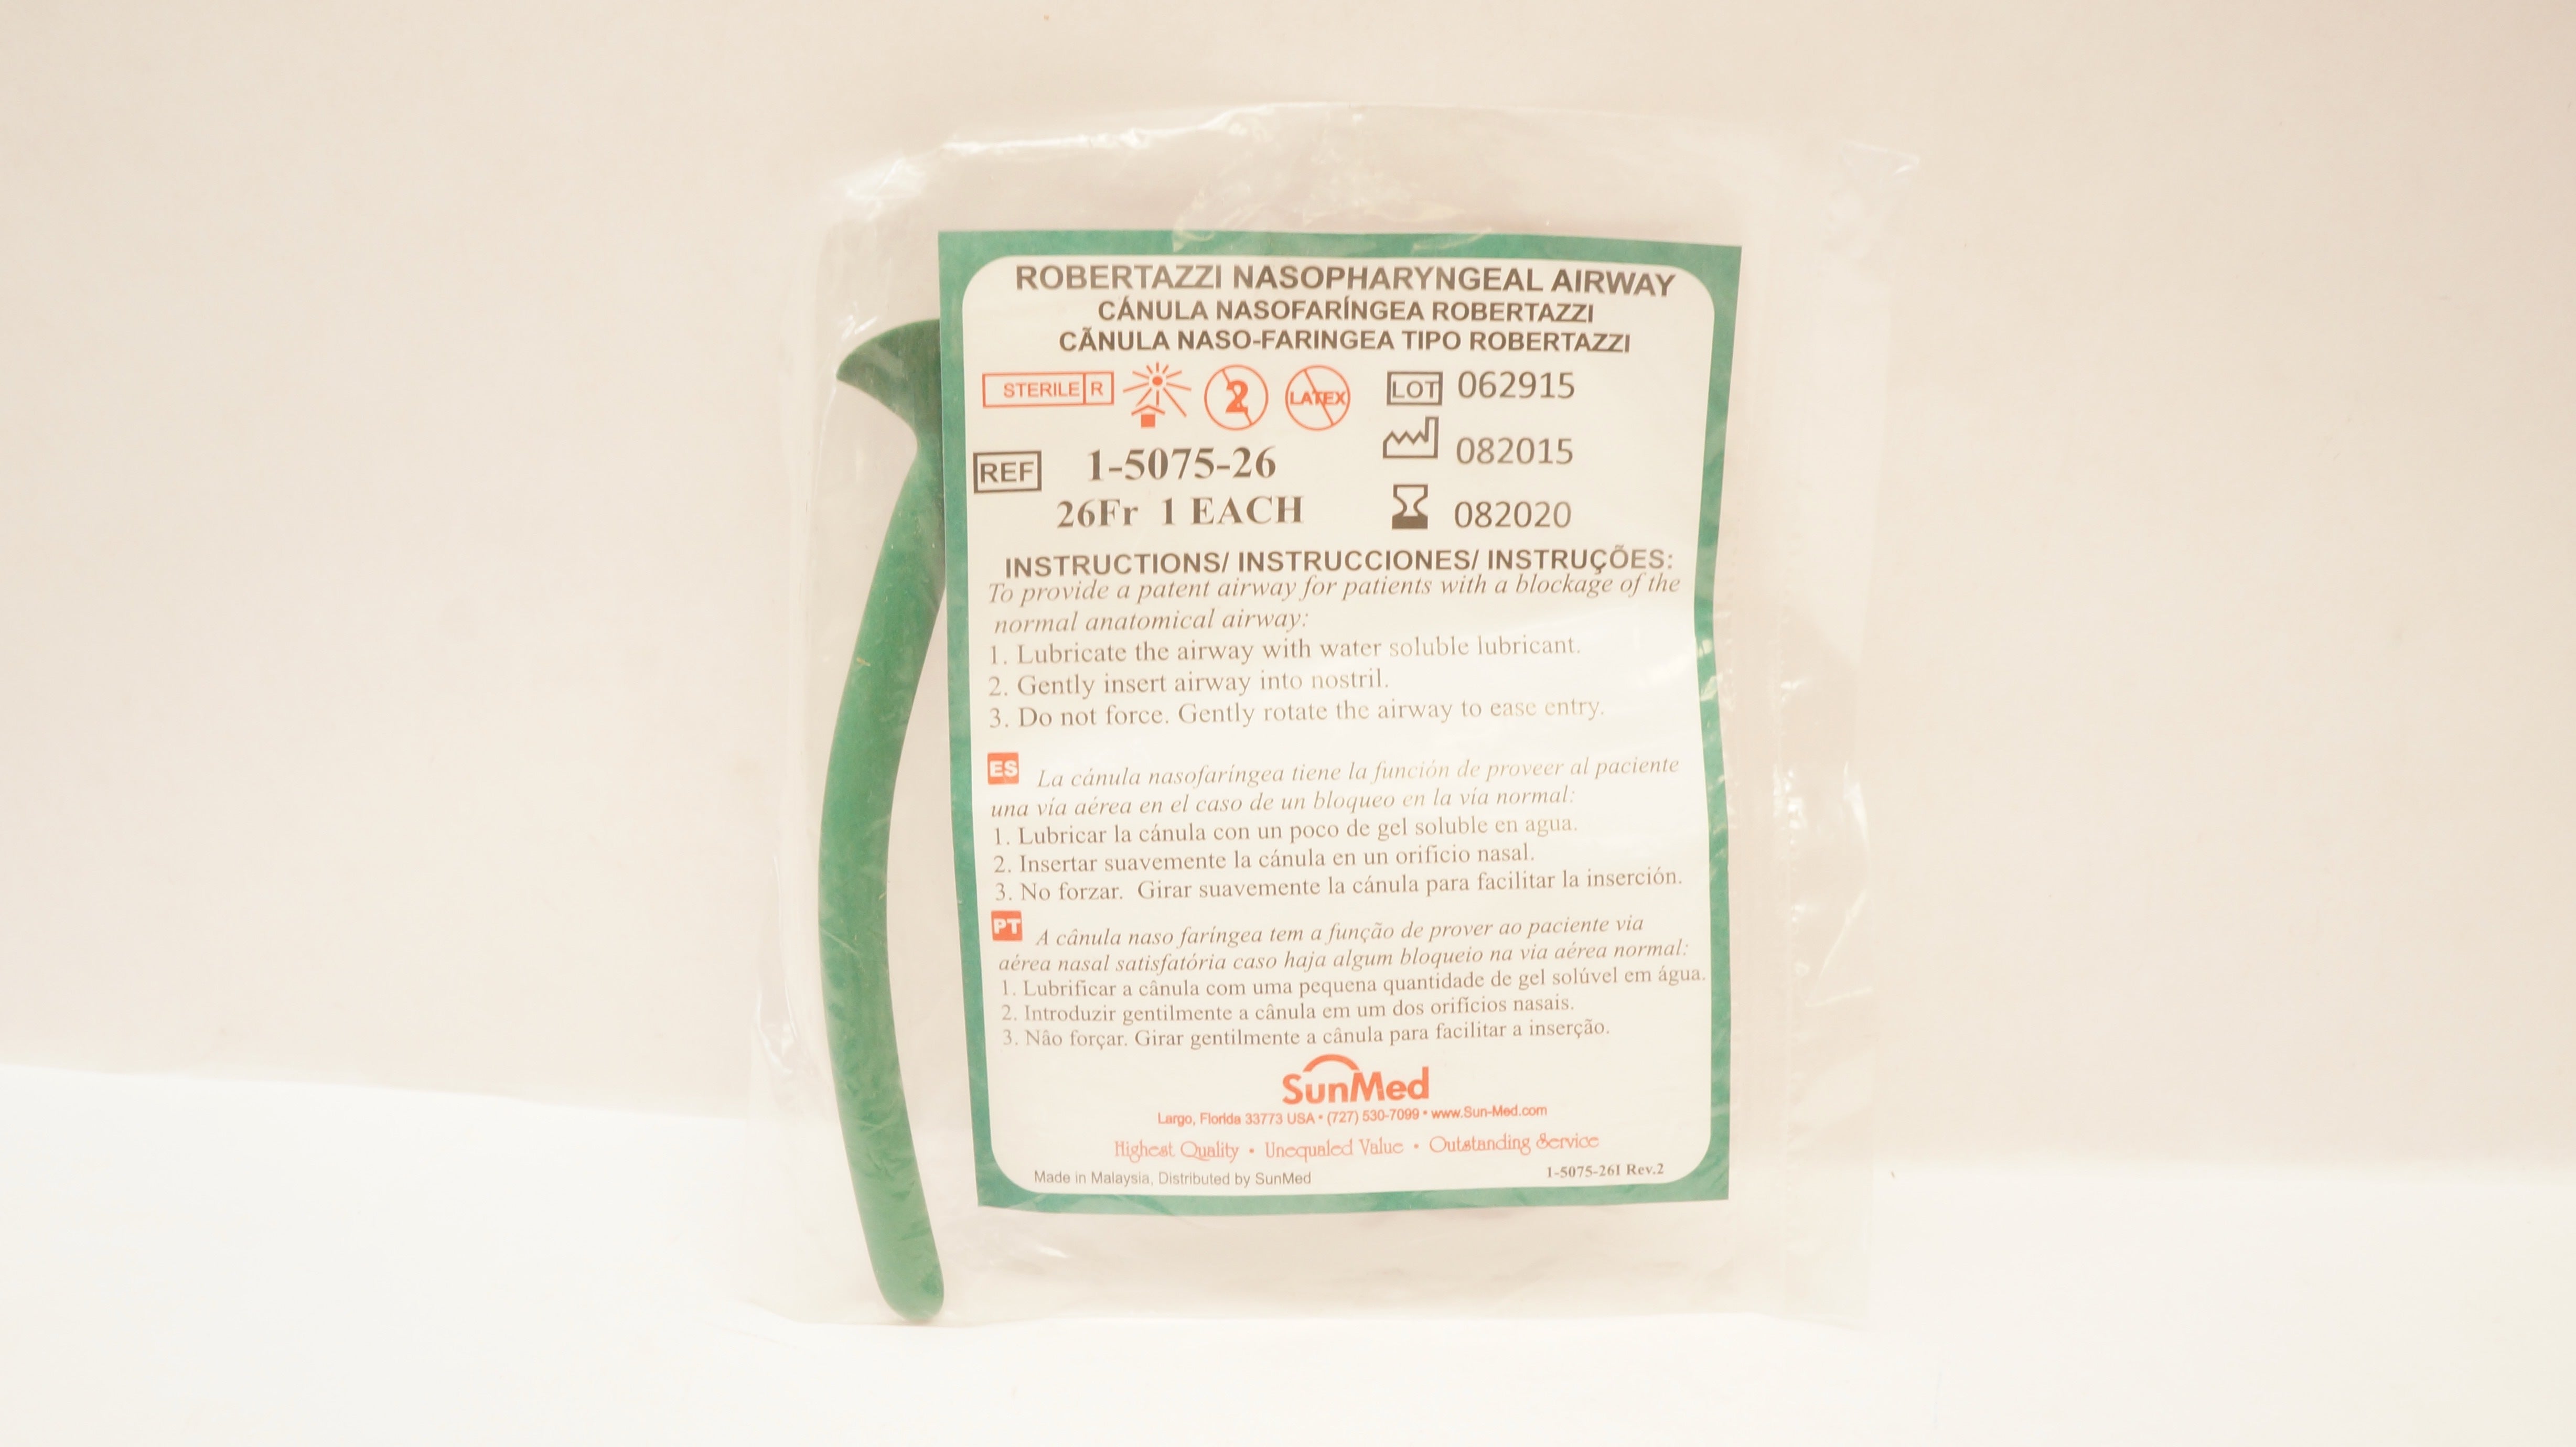 ROBERTAZZI NASOPHARYNGEAL AIRWAY
CÁNULA NASOFARÍNGEA ROBERTAZZI
CÃNULA NASO-FARINGEA TIPO ROBERTAZZI
STERILE R 2 LATEX
LOT 062915
082015
REF 1-5075-26
26Fr 1 EACH
082020
INSTRUCTIONS/ INSTRUCCIONES/ INSTRUÇÕES:
To provide a patent airway for patients with a blockage of the
normal anatomical airway:
1. Lubricate the airway with water soluble lubricant.
2. Gently insert airway into nostril.
3. Do not force. Gently rotate the airway to ease entry.
ES La cánula nasofaríngea tiene la función de proveer al paciente
una vía aérea en el caso de un bloqueo en la vía normal:
1. Lubricar la cánula con un poco de gel soluble en agua.
2. Insertar suavemente la cánula en un orificio nasal.
3. No forzar. Girar suavemente la cánula para facilitar la inserción.
PT A cânula naso faríngea tem a função de prover ao paciente via
aérea nasal satisfatória caso haja algum bloqueio na via aérea normal:
1. Lubrificar a cânula com uma pequena quantidade de gel solúvel em água.
2. Introduzir gentilmente a cânula em um dos orifícios nasais.
3. Nâo forçar. Girar gentilmente a cânula para facilitar a inserção.
SunMed
Largo, Florida 33773 USA • (727) 530-7099 • www.Sun-Med.com
Highest Quality • Unequaled Value • Outstanding Service
Made in Malaysia, Distributed by SunMed
1-5075-26I Rev.2